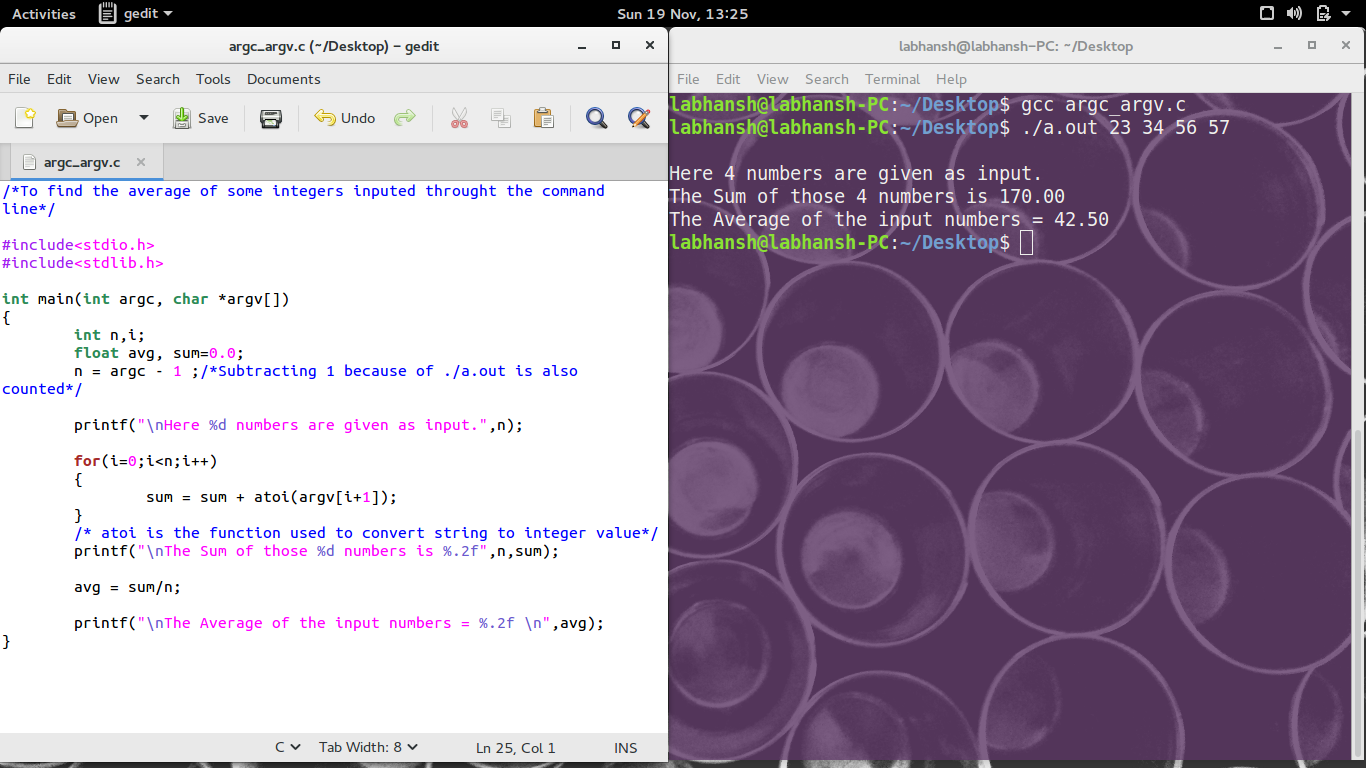 Activities gedit Sun 19 Nov, 13:25
argc_argv.c (~/Desktop) – gedit
File Edit View Search Tools Documents
Open Save Undo
argc_argv.c ×
/*To find the average of some integers inputed throught the command
line*/
#include<stdio.h>
#include<stdlib.h>
int main(int argc, char *argv[])
{
int n,i;
float avg, sum=0.0;
n = argc - 1 ;/*Subtracting 1 because of ./a.out is also
counted*/
printf("\nHere %d numbers are given as input.",n);
for(i=0;i<n;i++)
{
sum = sum + atoi(argv[i+1]);
}
/* atoi is the function used to convert string to integer value*/
printf("\nThe Sum of those %d numbers is %.2f",n,sum);
avg = sum/n;
printf("\nThe Average of the input numbers = %.2f \n",avg);
}
C Tab Width: 8 Ln 25, Col 1 INS
labhansh@labhansh-PC: ~/Desktop
File Edit View Search Terminal Help
labhansh@labhansh-PC:~/Desktop$ gcc argc_argv.c
labhansh@labhansh-PC:~/Desktop$ ./a.out 23 34 56 57
Here 4 numbers are given as input.
The Sum of those 4 numbers is 170.00
The Average of the input numbers = 42.50
labhansh@labhansh-PC:~/Desktop$